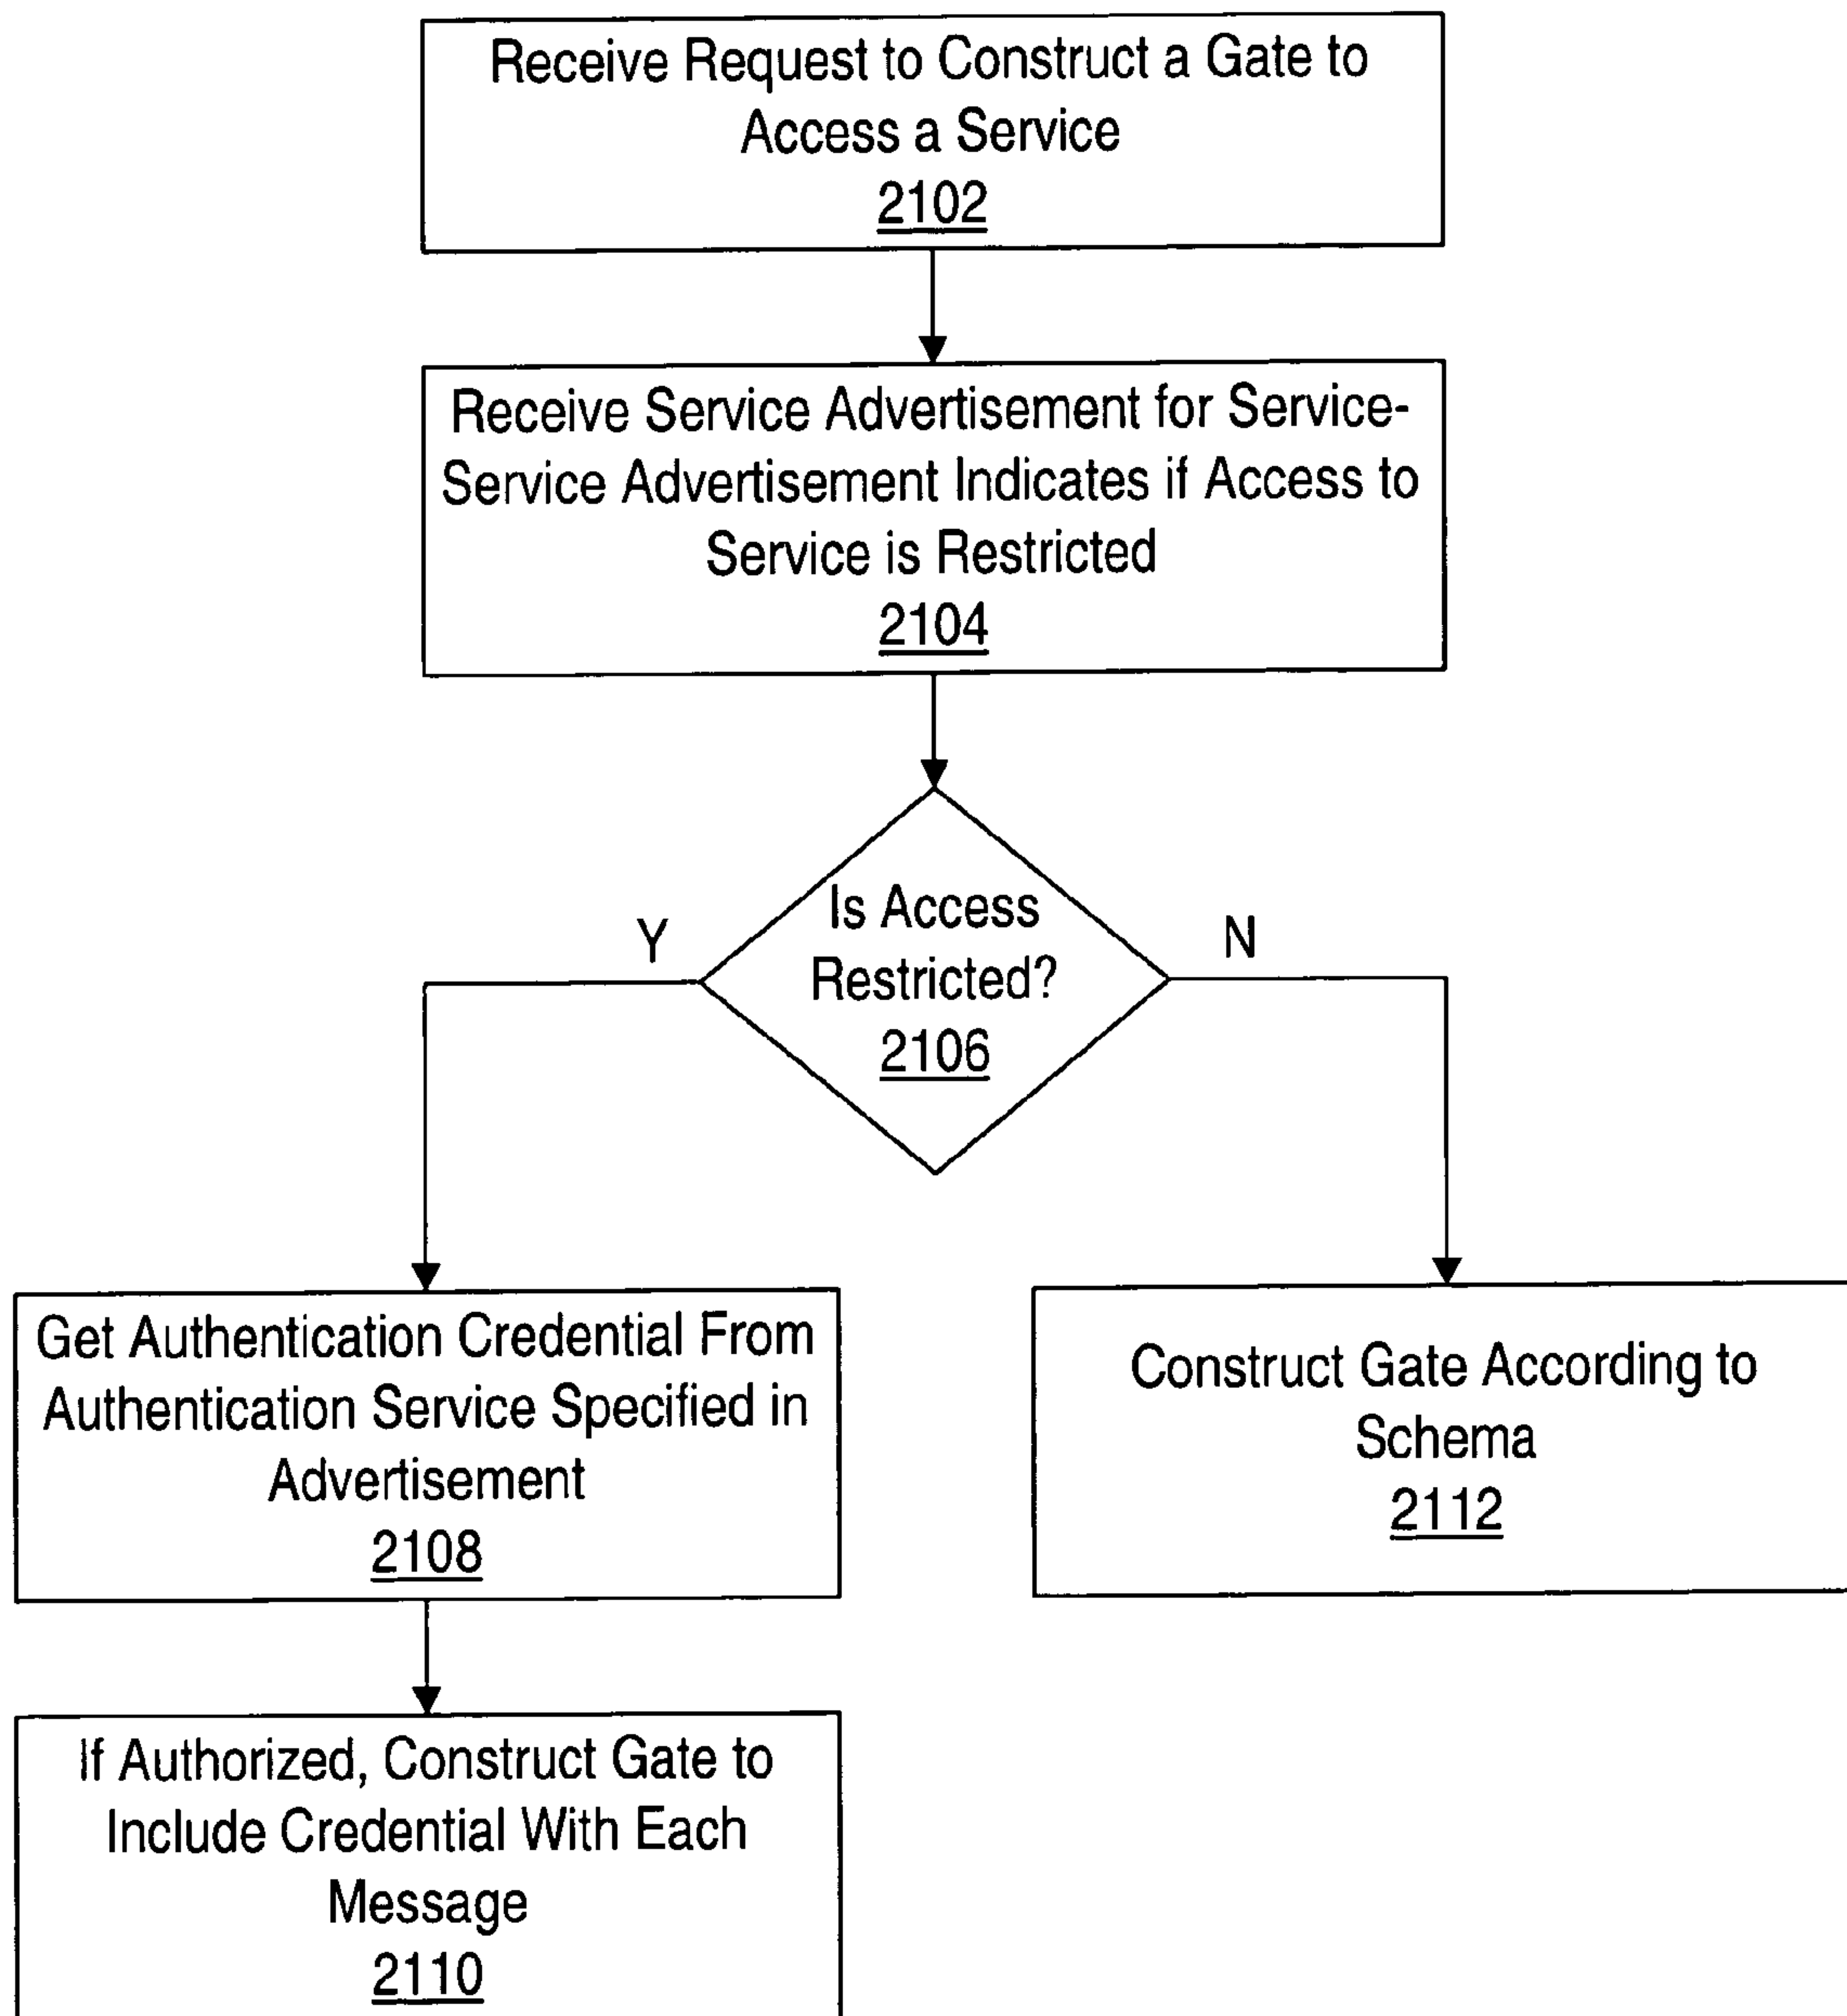 Receive Request to Construct a Gate to
Access a Service
2102
Receive Service Advertisement for Service-
Service Advertisement Indicates if Access to
Service is Restricted
2104
Is Access
Restricted?
2106
Y
N
Get Authentication Credential From
Authentication Service Specified in
Advertisement
2108
Construct Gate According to
Schema
2112
If Authorized, Construct Gate to
Include Credential With Each
Message
2110